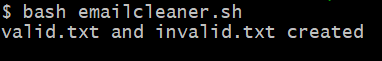 $ bash emailcleaner.sh
valid.txt and invalid.txt created